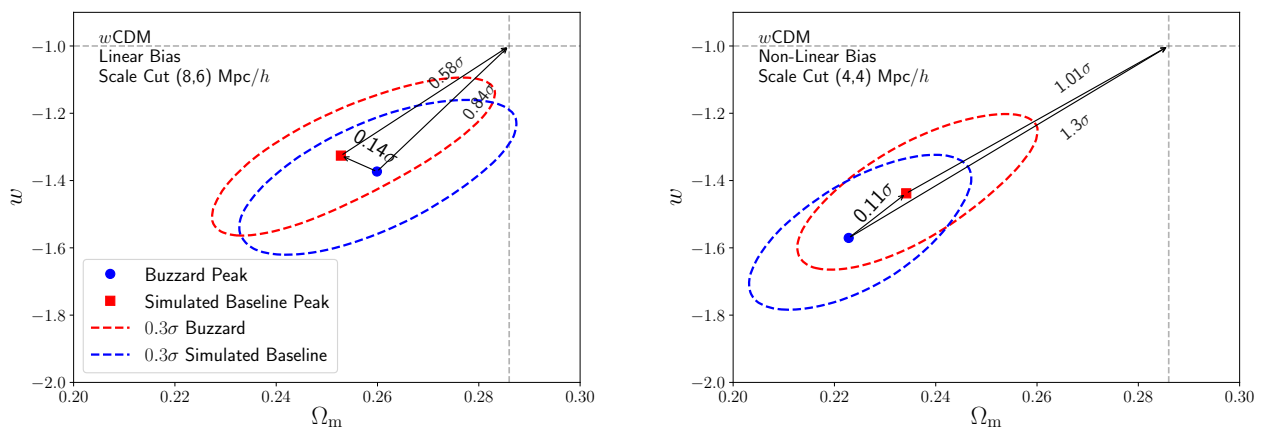 wCDM
Linear Bias
Scale Cut (8,6) Mpc/h
0.58σ
0.84σ
0.14σ
Buzzard Peak
Simulated Baseline Peak
0.3σ Buzzard
0.3σ Simulated Baseline
−1.0
−1.2
−1.4
−1.6
−1.8
−2.0
w
0.20
0.22
0.24
0.26
0.28
0.30
Ωm
wCDM
Non-Linear Bias
Scale Cut (4,4) Mpc/h
1.01σ
1.3σ
0.11σ
−1.0
−1.2
−1.4
−1.6
−1.8
−2.0
w
0.20
0.22
0.24
0.26
0.28
0.30
Ωm